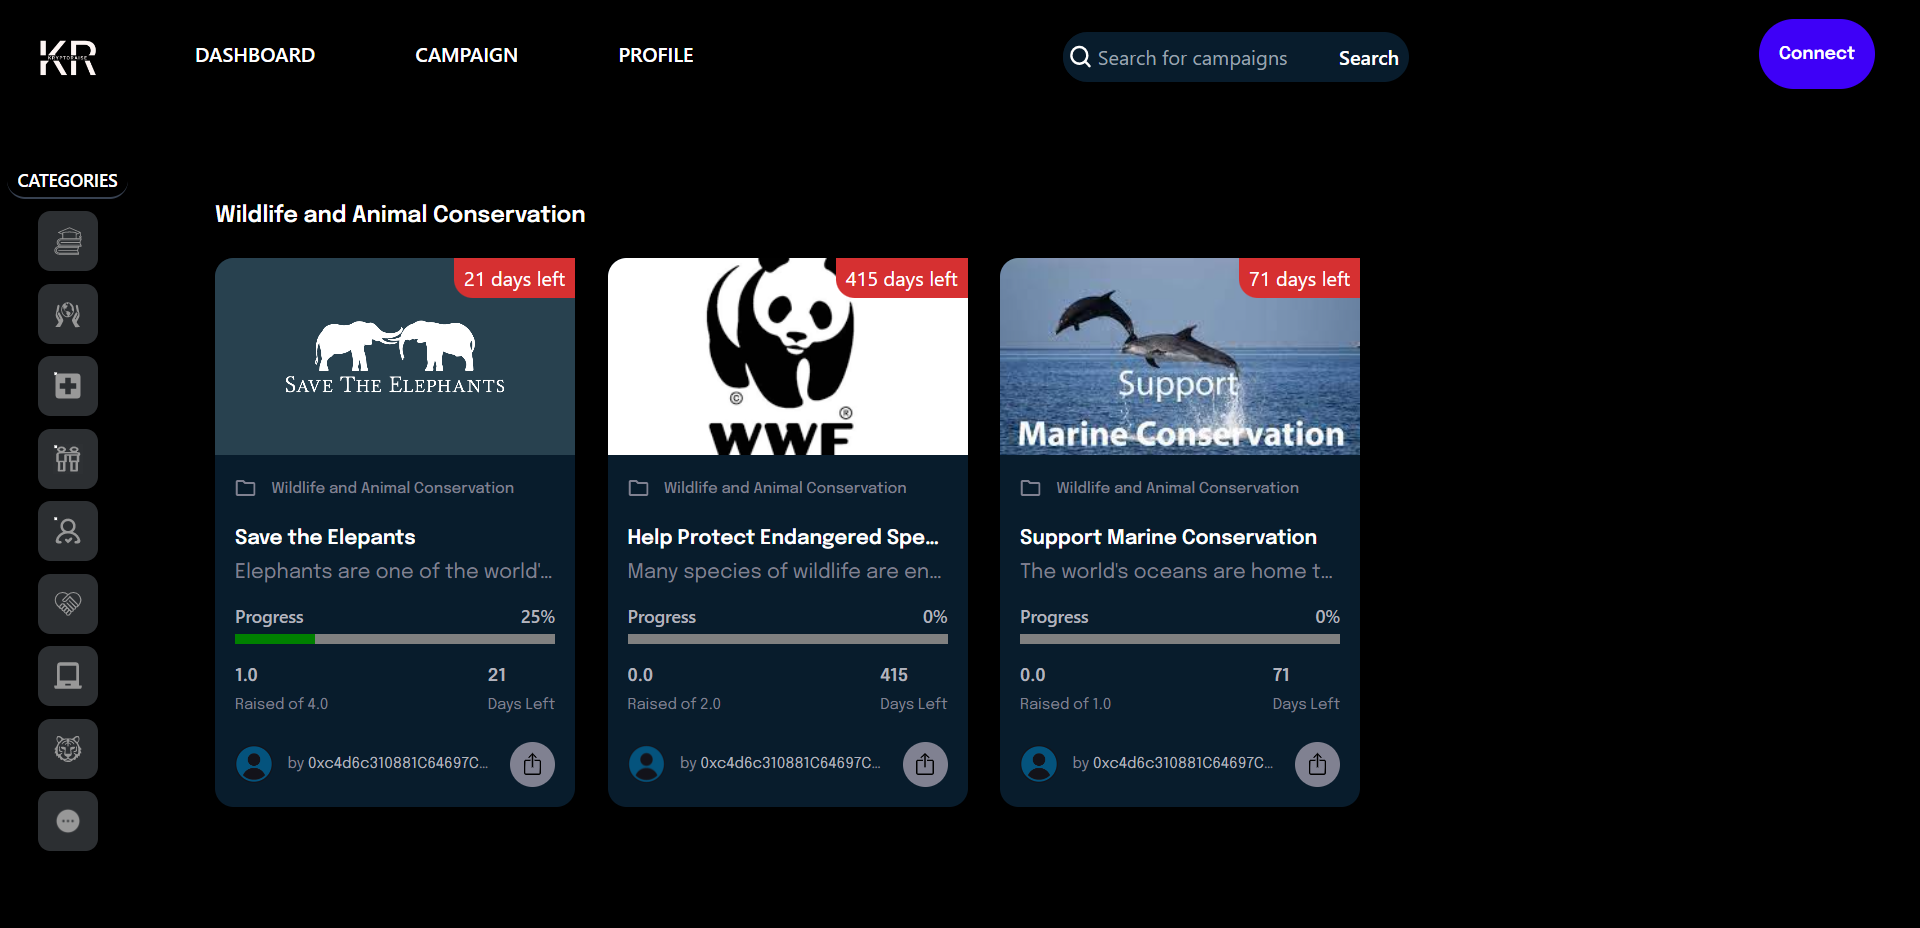 KR
KRYPTORAISE
DASHBOARD
CAMPAIGN
PROFILE
Search for campaigns
Search
Connect
CATEGORIES
Wildlife and Animal Conservation
21 days left
SAVE THE ELEPHANTS
Wildlife and Animal Conservation
Save the Elepants
Elephants are one of the world'...
Progress 25%
1.0 21
Raised of 4.0 Days Left
by 0xc4d6c310881C64697C...
415 days left
©
®
WWF
Wildlife and Animal Conservation
Help Protect Endangered Spe...
Many species of wildlife are en...
Progress 0%
0.0 415
Raised of 2.0 Days Left
by 0xc4d6c310881C64697C...
71 days left
Support
Marine Conservation
Wildlife and Animal Conservation
Support Marine Conservation
The world's oceans are home t...
Progress 0%
0.0 71
Raised of 1.0 Days Left
by 0xc4d6c310881C64697C...